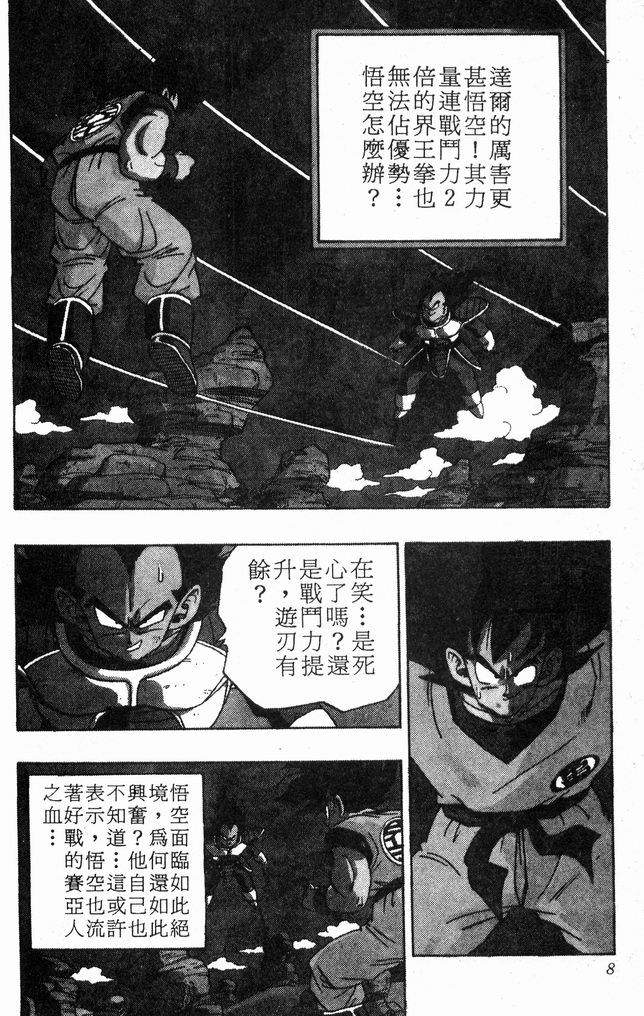 達爾的厲害更
甚悟空！其力
量連戰鬥力2
倍的界王拳也
無法佔優勢…
悟空怎麼辦？
在笑…是死
心了嗎？還
是戰鬥力提
升，遊刃有
餘？
悟空面臨如此絕
境，為何還如此
興奮？他自己也
不知道…這或許
表示，悟空也流
著好戰的賽亞人
之血…
8